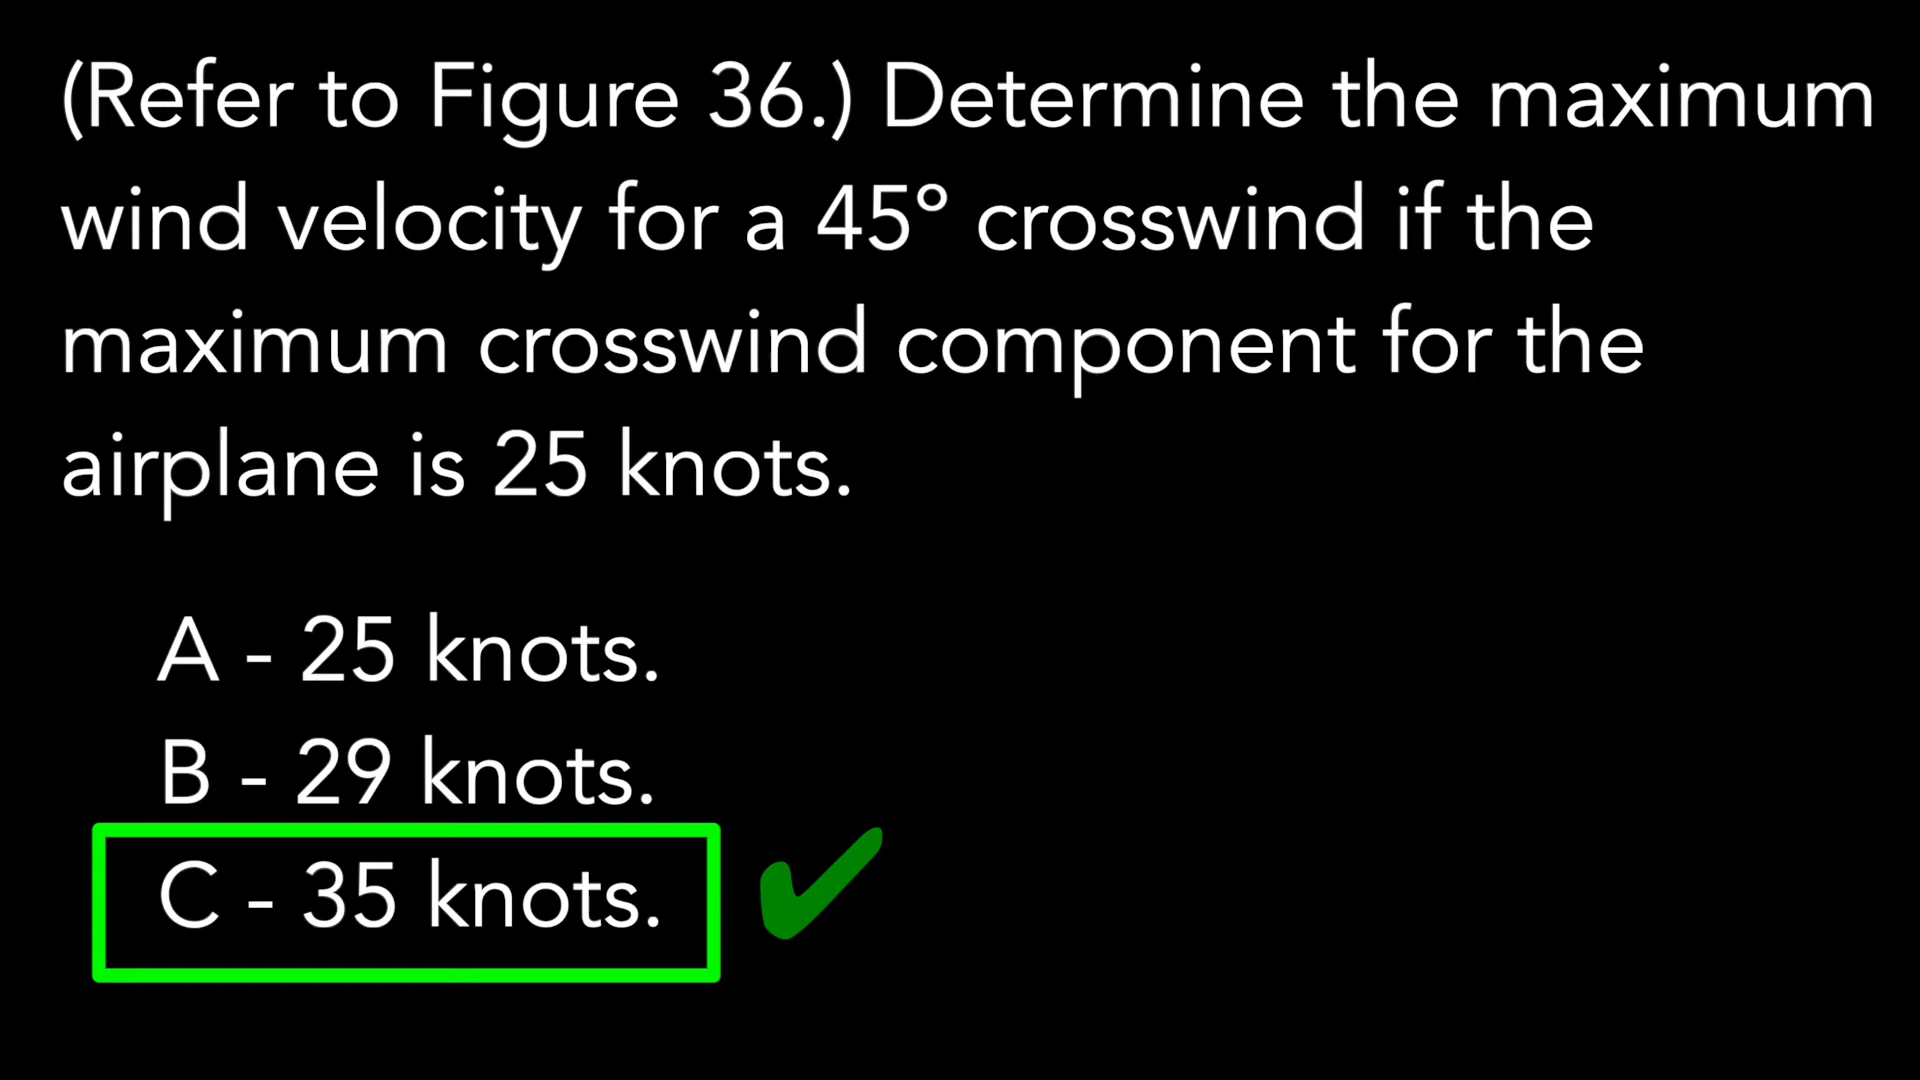 (Refer to Figure 36.) Determine the maximum
wind velocity for a 45º crosswind if the
maximum crosswind component for the
airplane is 25 knots.
A - 25 knots.
B - 29 knots.
C - 35 knots.